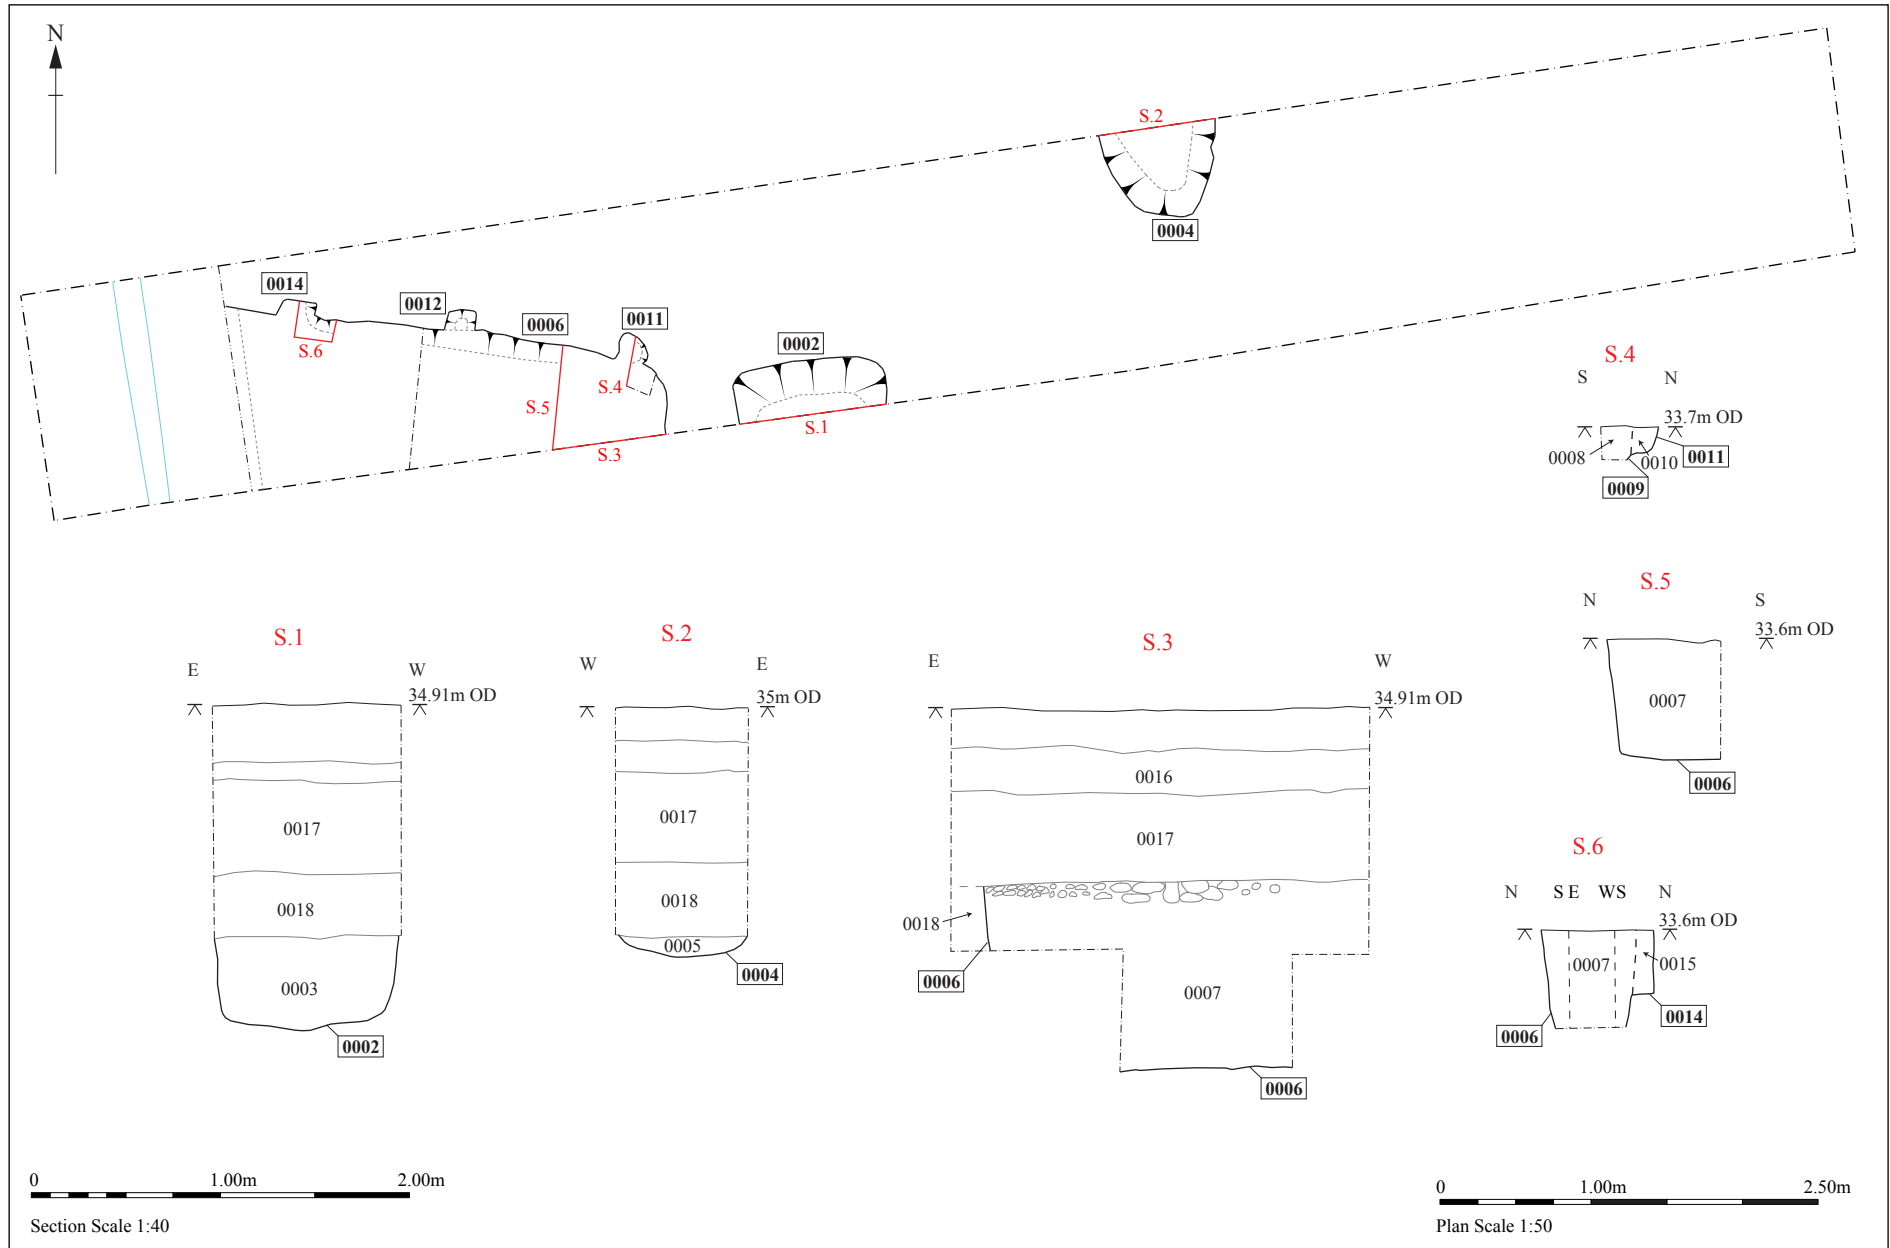 N
S.2
0004
0014
0012
0006
0011
0002
S.6
S.4
S.5
S.3
S.1
S.4
S N
33.7m OD
0008 0010 0011
0009
S.5
N S
33.6m OD
0007
0006
S.1
E W
34.91m OD
0017
0018
0003
0002
S.2
W E
35m OD
0017
0018
0005
0004
S.3
E W
34.91m OD
0016
0017
0018
0006
0007
0006
S.6
N S E W S N
33.6m OD
0007 0015
0014
0006
0 1.00m 2.00m
Section Scale 1:40
0 1.00m 2.50m
Plan Scale 1:50